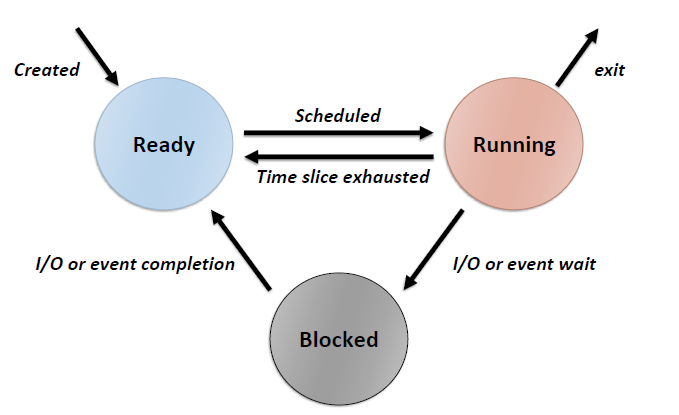 Created
exit
Scheduled
Ready
Running
Time slice exhausted
I/O or event completion
I/O or event wait
Blocked